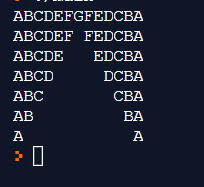 ABCDEFGFEDCBA
ABCDEF FEDCBA
ABCDE   EDCBA
ABCD     DCBA
ABC       CBA
AB         BA
A           A
>